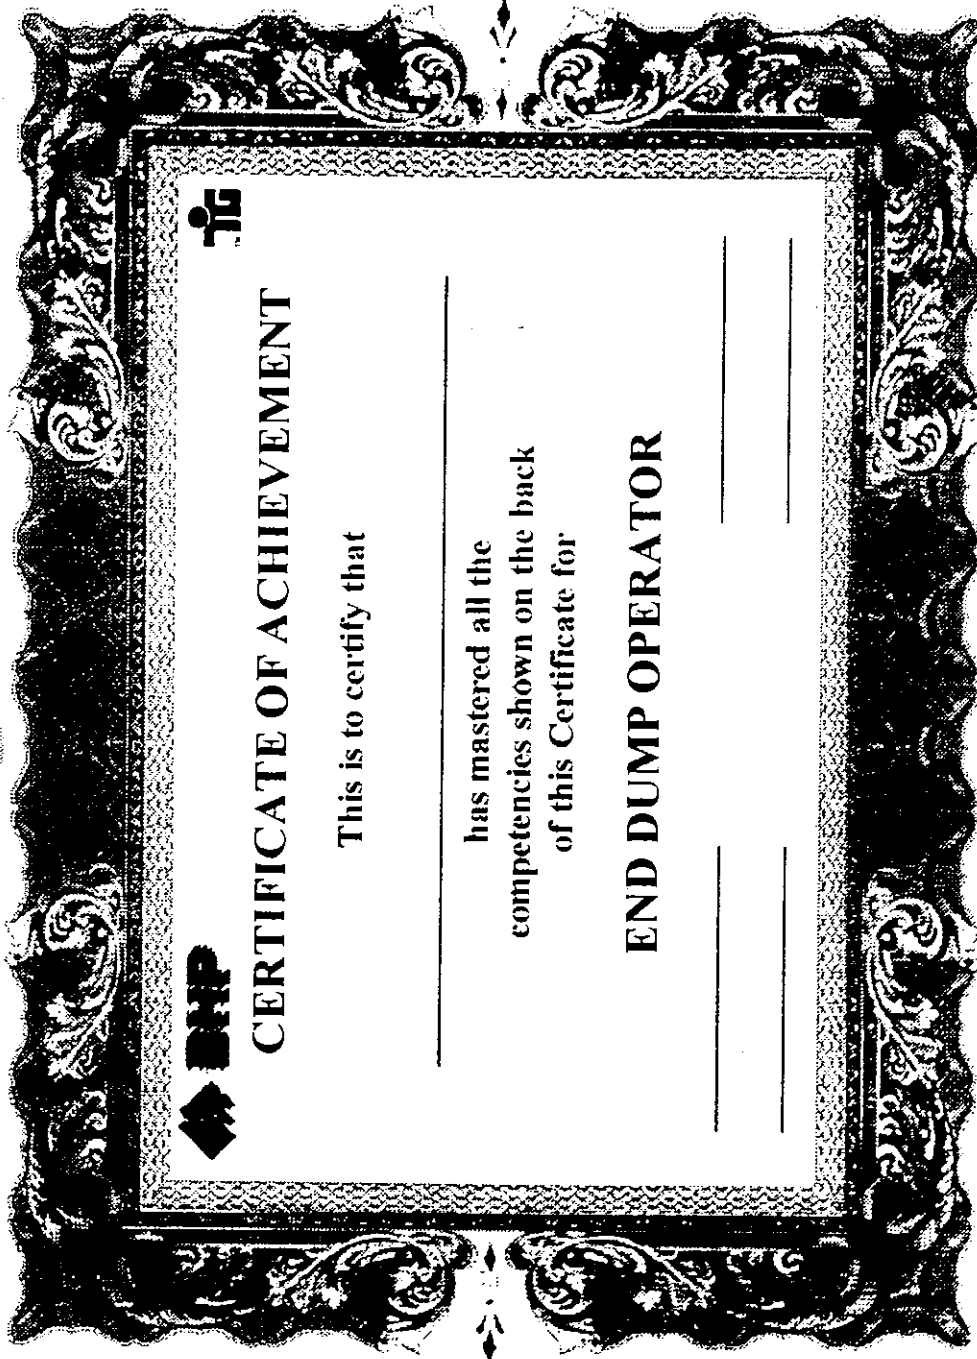 BHP
CERTIFICATE OF ACHIEVEMENT
This is to certify that
has mastered all the
competencies shown on the back
of this Certificate for
END DUMP OPERATOR